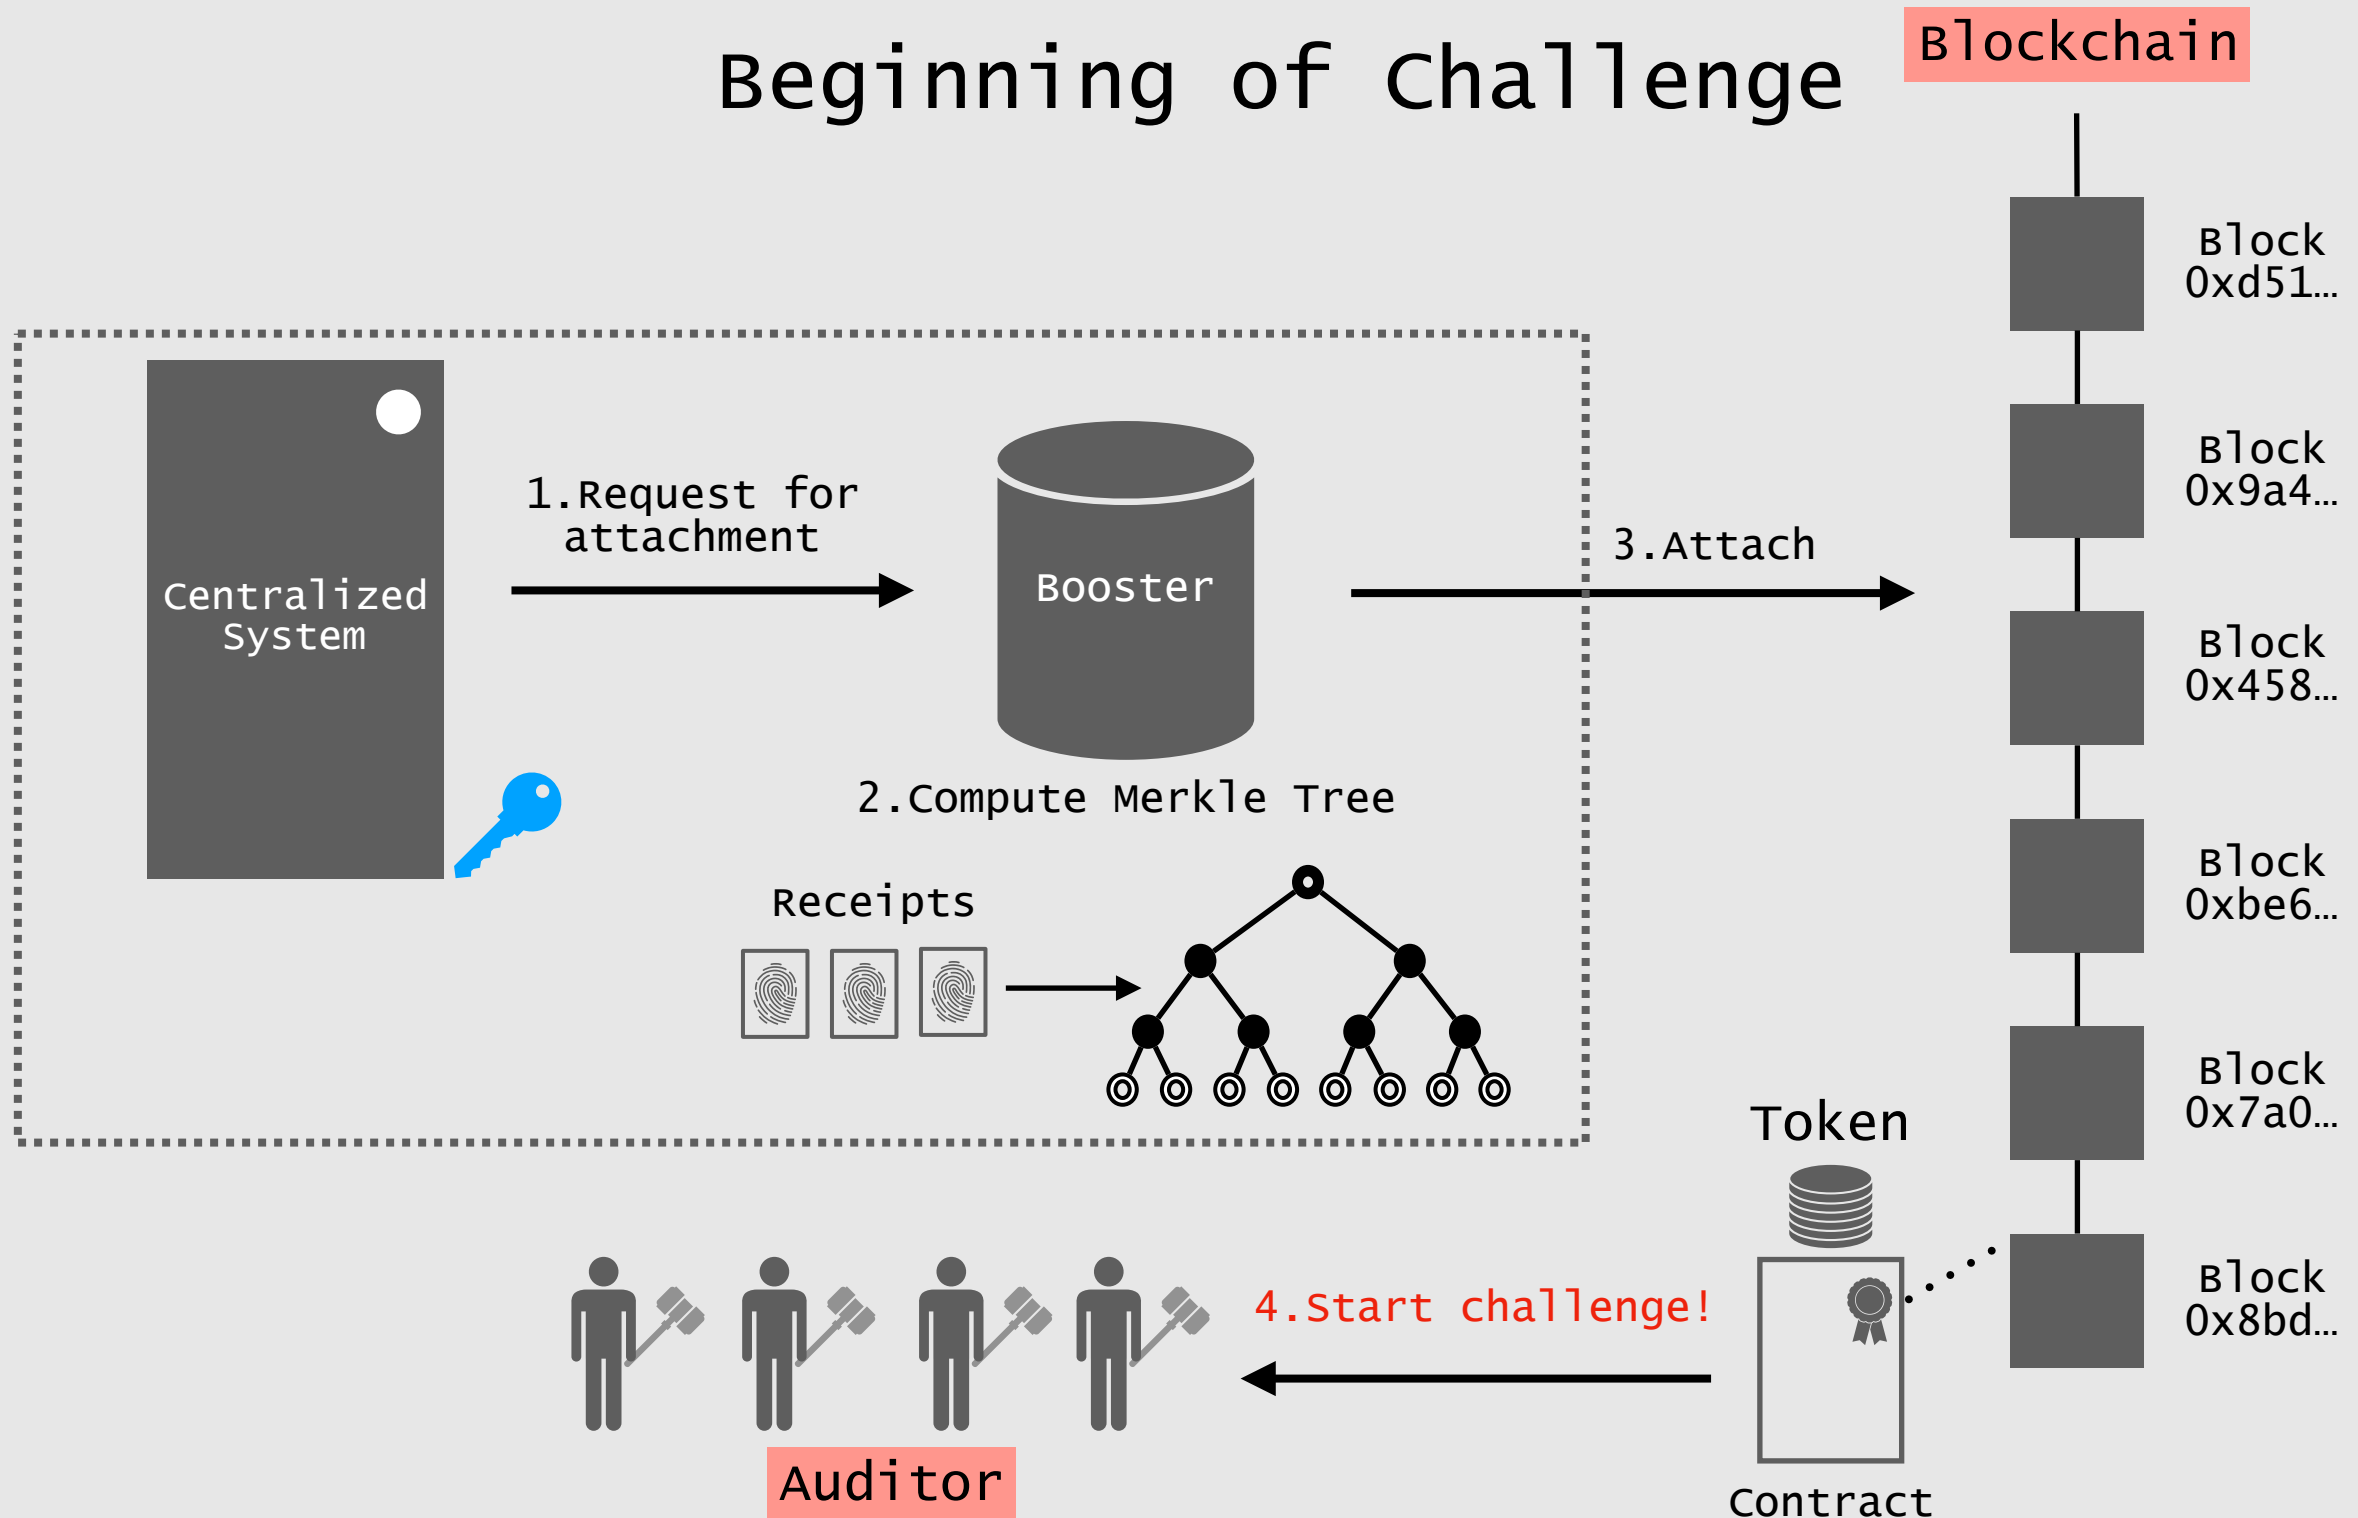 Beginning of Challenge
Blockchain
Block
0xd51…
Block
0x9a4…
Block
0x458…
Block
0xbe6…
Block
0x7a0…
Block
0x8bd…
Centralized
System
1.Request for
attachment
Booster
3.Attach
2.Compute Merkle Tree
Receipts
Token
4.Start challenge!
Auditor
Contract